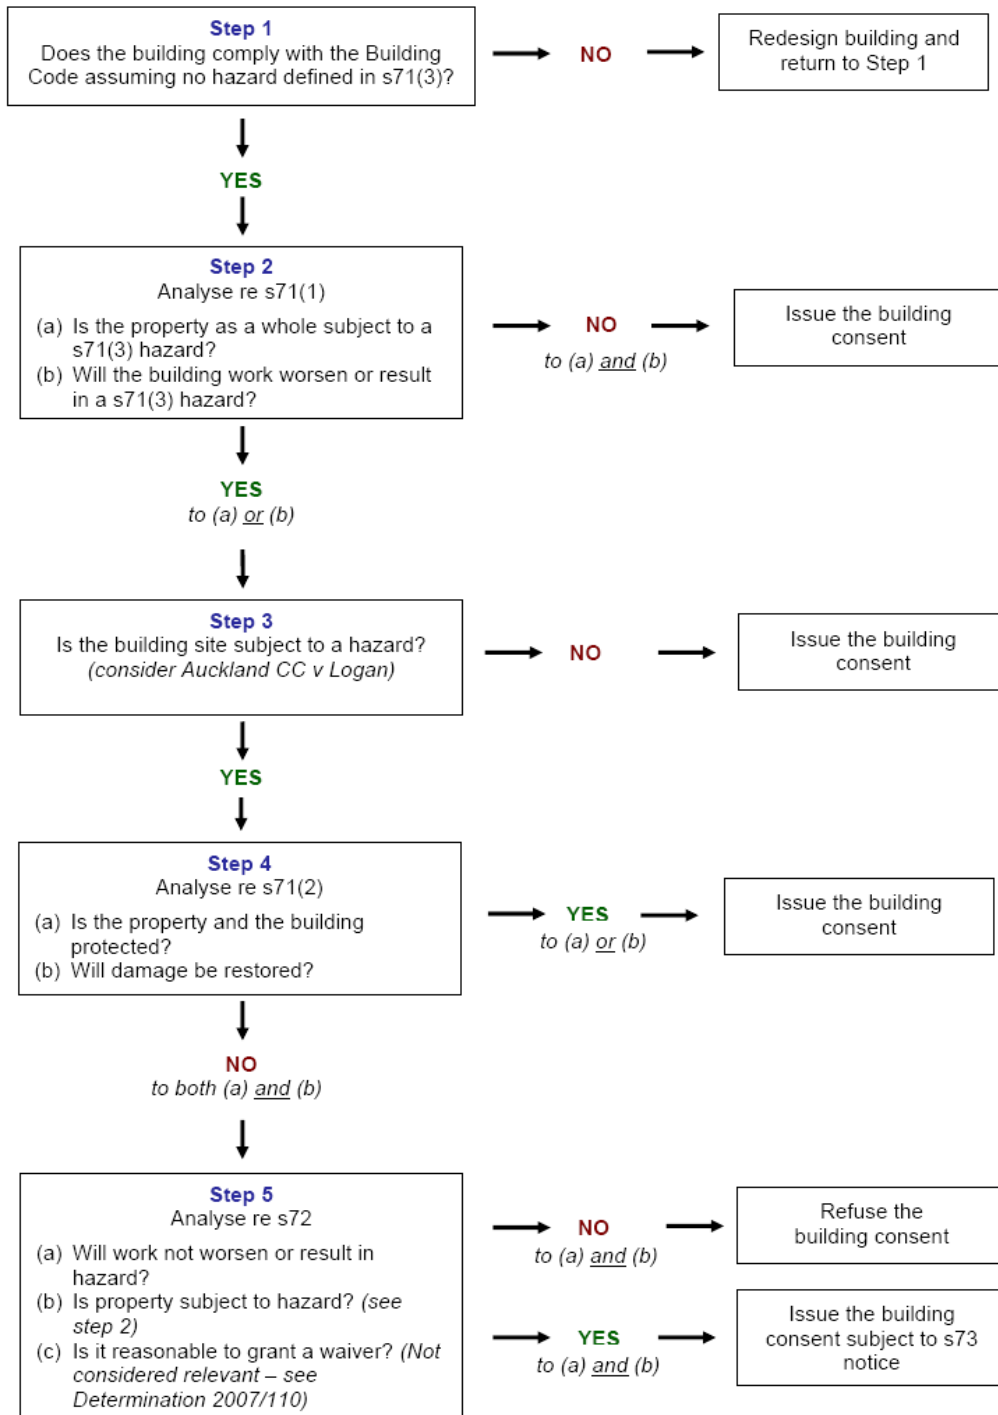 Step 1
Does the building comply with the Building
Code assuming no hazard defined in s71(3)?
NO
Redesign building and
return to Step 1
YES
Step 2
Analyse re s71(1)
(a) Is the property as a whole subject to a
s71(3) hazard?
(b) Will the building work worsen or result
in a s71(3) hazard?
NO
to (a) and (b)
Issue the building
consent
YES
to (a) or (b)
Step 3
Is the building site subject to a hazard?
(consider Auckland CC v Logan)
NO
Issue the building
consent
YES
Step 4
Analyse re s71(2)
(a) Is the property and the building
protected?
(b) Will damage be restored?
YES
to (a) or (b)
Issue the building
consent
NO
to both (a) and (b)
Step 5
Analyse re s72
(a) Will work not worsen or result in
hazard?
(b) Is property subject to hazard? (see
step 2)
(c) Is it reasonable to grant a waiver? (Not
considered relevant – see
Determination 2007/110)
NO
to (a) and (b)
Refuse the
building consent
YES
to (a) and (b)
Issue the building
consent subject to s73
notice